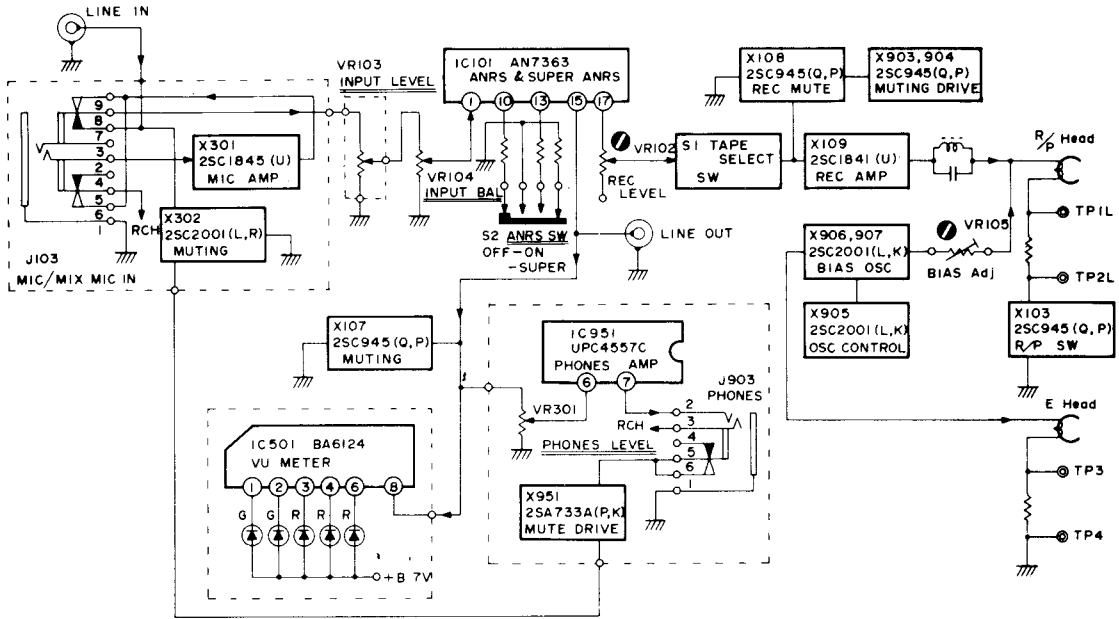 LINE IN
J103
MIC/MIX MIC IN
9
8
7
3
2
4
5
6
1
RCH
X301
2SC1845(U)
MIC AMP
X302
2SC2001(L,R)
MUTING
VR103
INPUT LEVEL
VR104
INPUT BAL
IC101 AN7363
ANRS & SUPER ANRS
1
10
13
15
17
S2 ANRS SW
OFF-ON
-SUPER
VR102
REC
LEVEL
LINE OUT
S1 TAPE
SELECT
SW
X108
2SC945(Q,P)
REC MUTE
X903,904
2SC945(Q,P)
MUTING DRIVE
X109
2SC1841(U)
REC AMP
R/P Head
TP1L
TP2L
X906,907
2SC2001(L,K)
BIAS OSC
VR105
BIAS Adj
X905
2SC2001(L,K)
OSC CONTROL
X103
2SC945(Q,P)
R/P SW
E Head
TP3
TP4
X107
2SC945(Q,P)
MUTING
IC501 BA6124
VU METER
1
2
3
4
6
8
G
G
R
R
R
+B 7V
IC951
UPC4557C
PHONES AMP
6
7
VR301
PHONES LEVEL
RCH
J903
PHONES
2
3
4
5
6
1
X951
2SA733A(P,K)
MUTE DRIVE